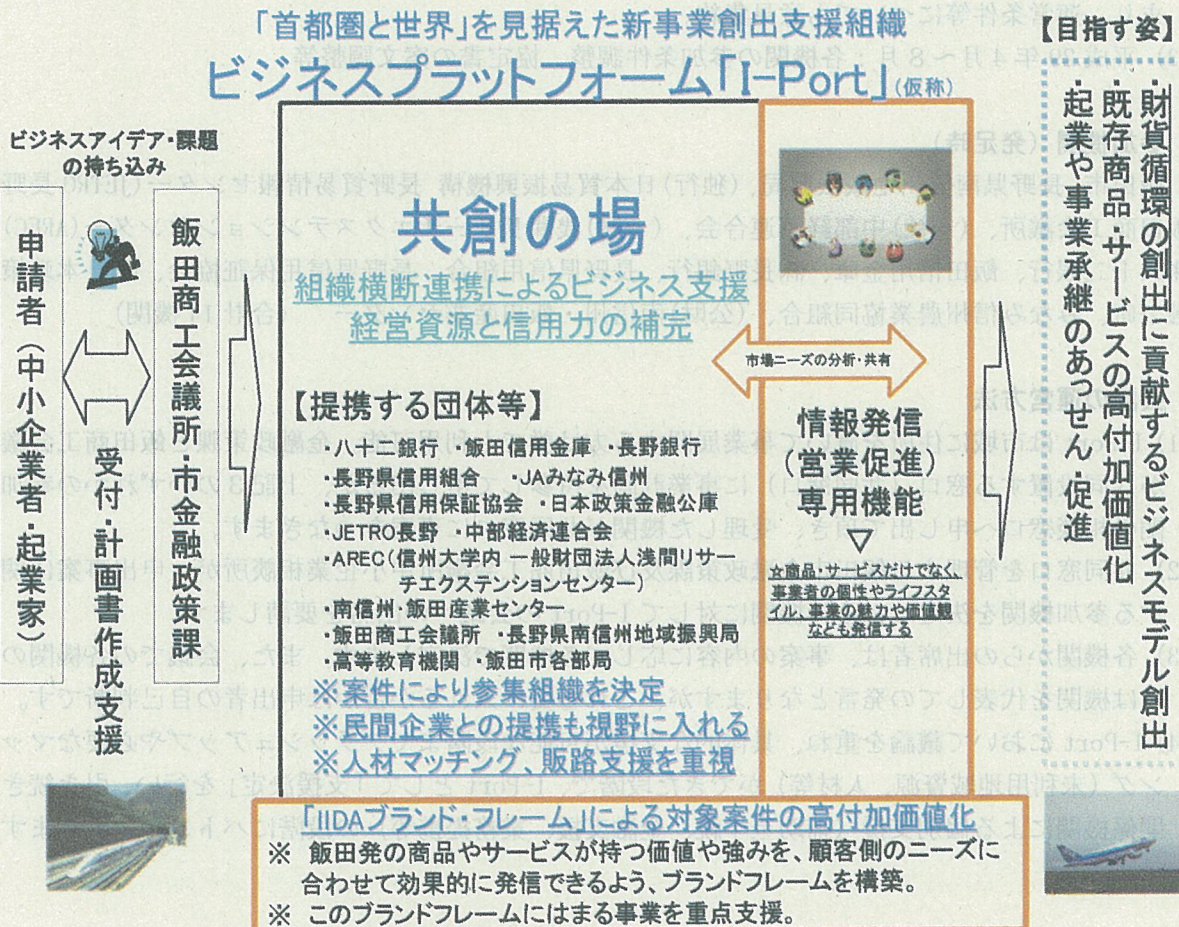 「首都圏と世界」を見据えた新事業創出支援組織
ビジネスプラットフォーム「I-Port」(仮称)
【目指す姿】
・財貨循環の創出に貢献するビジネスモデル創出
・既存商品・サービスの高付加価値化
・起業や事業承継のあっせん・促進
ビジネスアイデア・課題
の持ち込み
申請者（中小企業者・起業家）
受付・計画書作成支援
飯田商工会議所・市金融政策課
共創の場
組織横断連携によるビジネス支援
経営資源と信用力の補完
市場ニーズの分析・共有
【提携する団体等】
・八十二銀行 ・飯田信用金庫 ・長野銀行
・長野県信用組合 ・JAみなみ信州
・長野県信用保証協会 ・日本政策金融公庫
・JETRO長野 ・中部経済連合会
・AREC(信州大学内 一般財団法人浅間リサー
チエクステンションセンター)
・南信州・飯田産業センター
・飯田商工会議所 ・長野県南信州地域振興局
・高等教育機関 ・飯田市各部局
※案件により参集組織を決定
※民間企業との提携も視野に入れる
※人材マッチング、販路支援を重視
情報発信
(営業促進)
専用機能
☆商品・サービスだけでなく、
事業者の個性やライフスタ
事業の魅力や価値観
なども発信する
「IIDAブランド・フレーム」による対象案件の高付加価値化
※ 飯田発の商品やサービスが持つ価値や強みを、顧客側のニーズに
合わせて効果的に発信できるよう、ブランドフレームを構築。
※ このブランドフレームにはまる事業を重点支援。